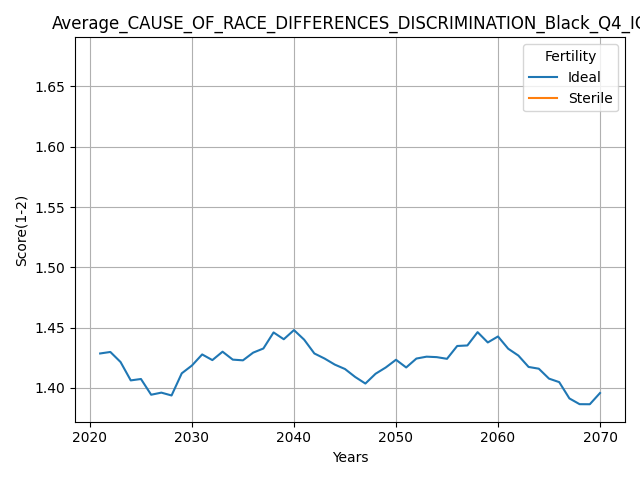 Average_CAUSE_OF_RACE_DIFFERENCES_DISCRIMINATION_Black_Q4_IC
Fertility
Ideal
Sterile
1.65
1.60
1.55
1.50
1.45
1.40
Score(1-2)
2020 2030 2040 2050 2060 2070
Years